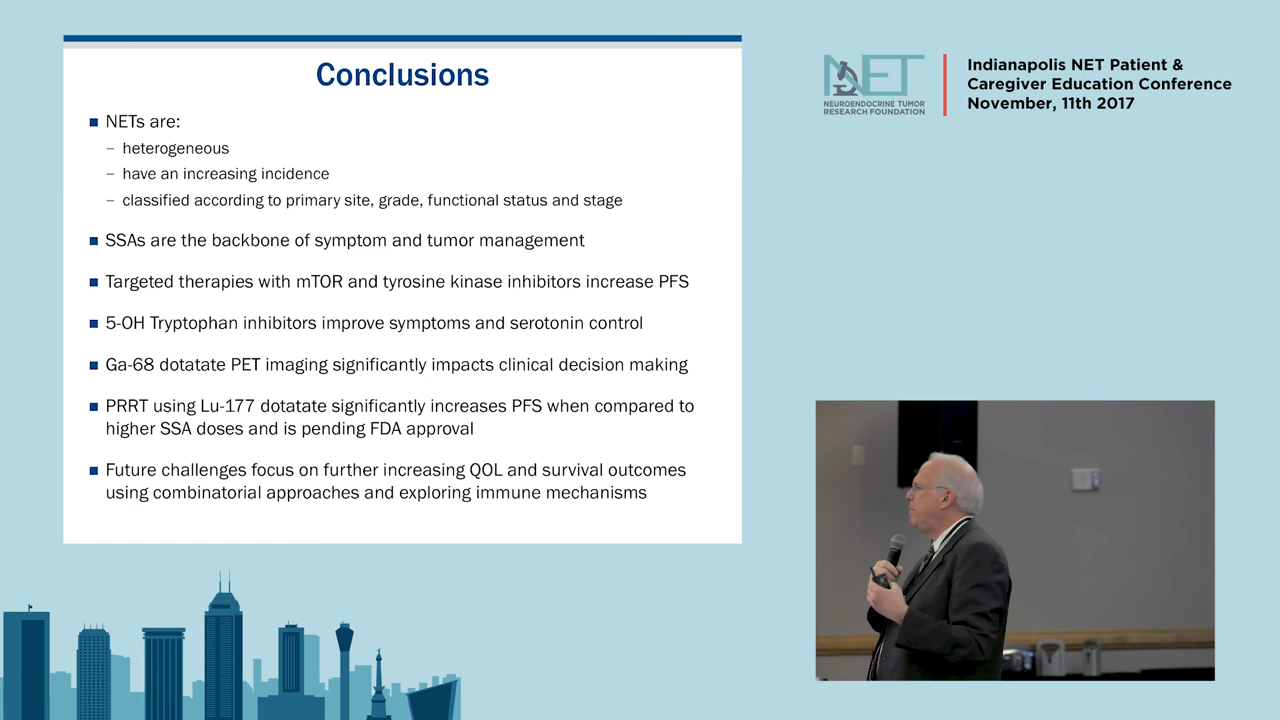 Conclusions
■ NETs are:
– heterogeneous
– have an increasing incidence
– classified according to primary site, grade, functional status and stage
■ SSAs are the backbone of symptom and tumor management
■ Targeted therapies with mTOR and tyrosine kinase inhibitors increase PFS
■ 5-OH Tryptophan inhibitors improve symptoms and serotonin control
■ Ga-68 dotatate PET imaging significantly impacts clinical decision making
■ PRRT using Lu-177 dotatate significantly increases PFS when compared to
higher SSA doses and is pending FDA approval
■ Future challenges focus on further increasing QOL and survival outcomes
using combinatorial approaches and exploring immune mechanisms
NET
NEUROENDOCRINE TUMOR
RESEARCH FOUNDATION
Indianapolis NET Patient &
Caregiver Education Conference
November, 11th 2017